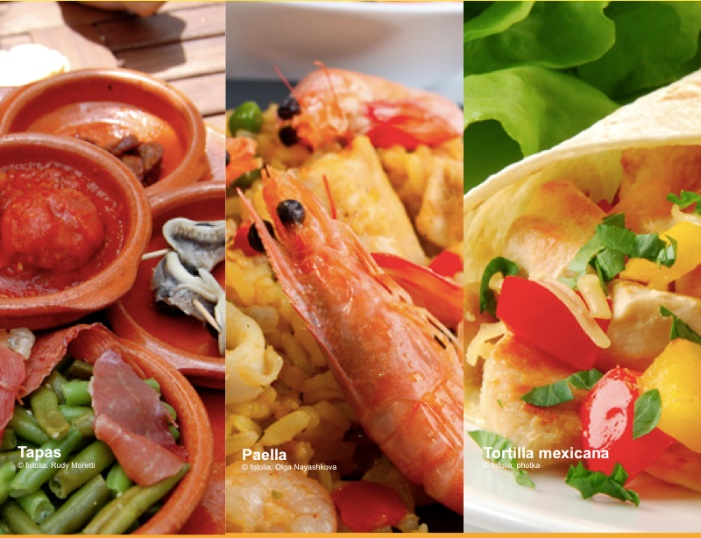 Tapas
© fotolia: Rudy Moretti
Paella
© fotolia: Olga Nayashkova
Tortilla mexicana
© fotolia: photka